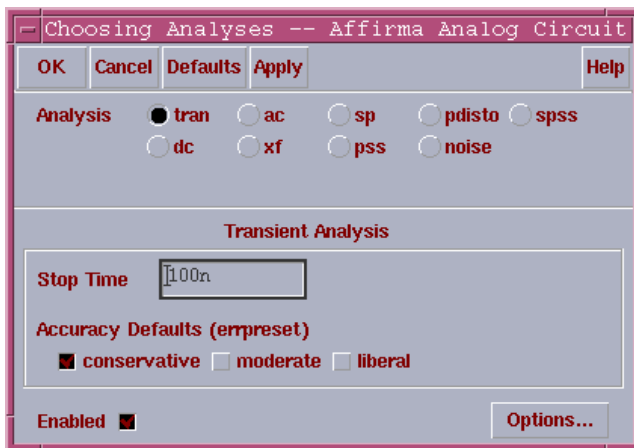 Choosing Analyses -- Affirma Analog Circuit
OK Cancel Defaults Apply Help
Analysis tran ac sp pdisto spss
dc xf pss noise
Transient Analysis
Stop Time 100n
Accuracy Defaults (errpreset)
conservative moderate liberal
Enabled Options...